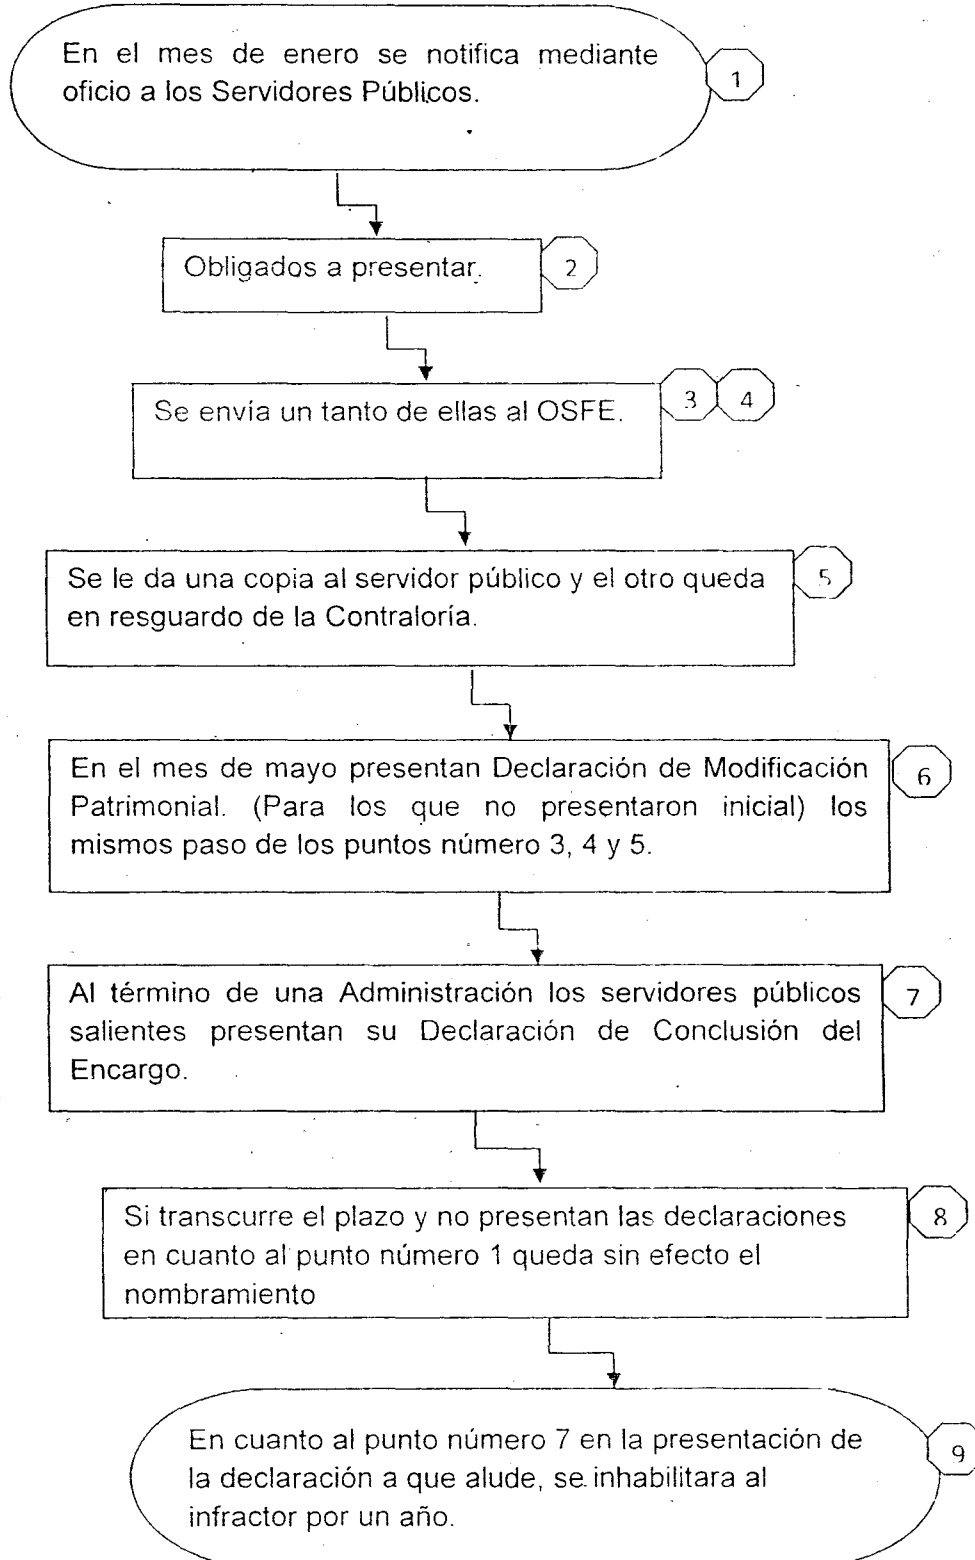 En el mes de enero se notifica mediante
oficio a los Servidores Públicos.
1
Obligados a presentar.
2
Se envía un tanto de ellas al OSFE.
3
4
Se le da una copia al servidor público y el otro queda
en resguardo de la Contraloría.
5
En el mes de mayo presentan Declaración de Modificación
Patrimonial. (Para los que no presentaron inicial) los
mismos paso de los puntos número 3, 4 y 5.
6
Al término de una Administración los servidores públicos
salientes presentan su Declaración de Conclusión del
Encargo.
7
Si transcurre el plazo y no presentan las declaraciones
en cuanto al punto número 1 queda sin efecto el
nombramiento
8
En cuanto al punto número 7 en la presentación de
la declaración a que alude, se inhabilitara al
infractor por un año.
9